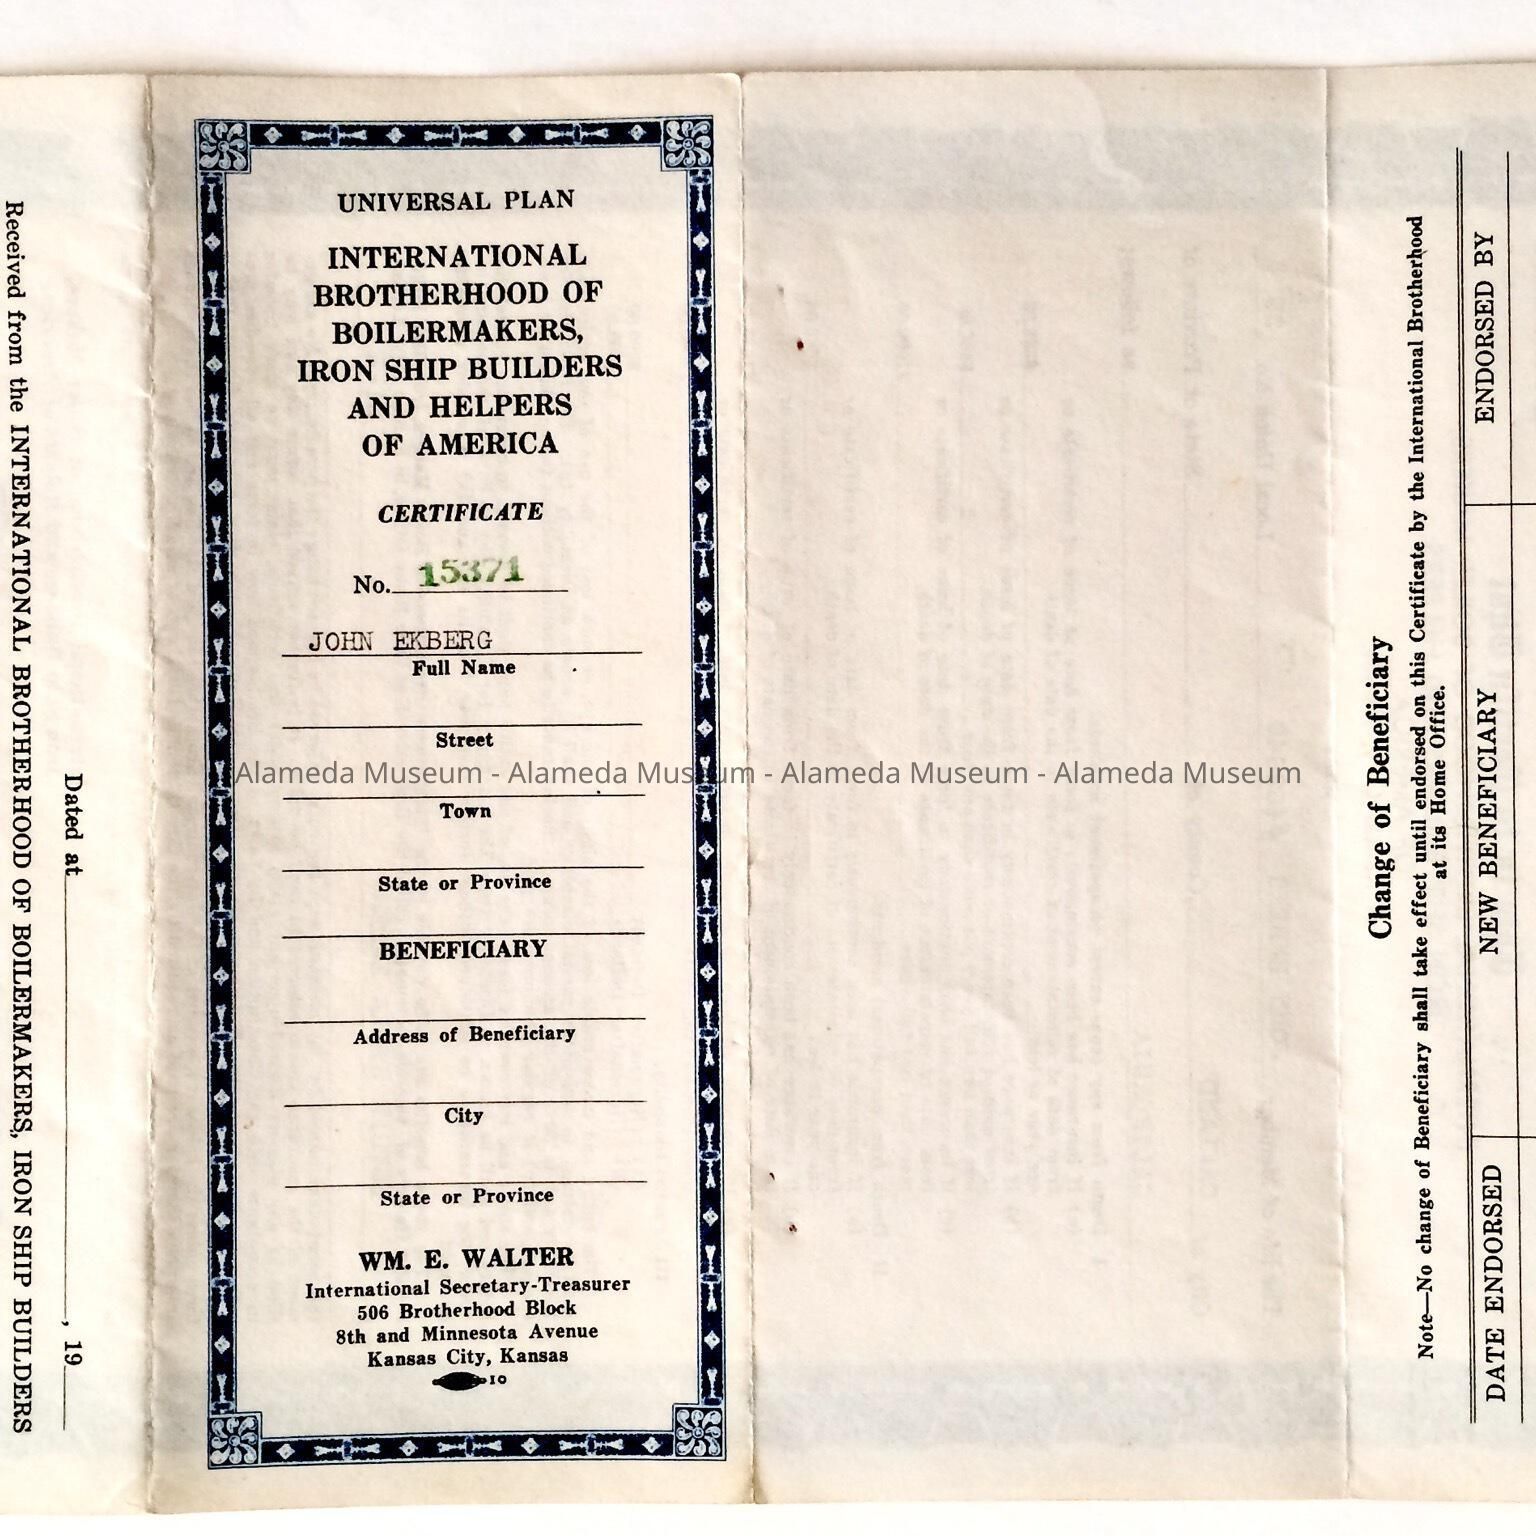 Dated at , 19
Received from the INTERNATIONAL BROTHERHOOD OF BOILERMAKERS, IRON SHIP BUILDERS
UNIVERSAL PLAN
INTERNATIONAL
BROTHERHOOD OF
BOILERMAKERS,
IRON SHIP BUILDERS
AND HELPERS
OF AMERICA
CERTIFICATE
No. 15371
JOHN EKBERG
Full Name
Street
Alameda Museum - Alameda Museum - Alameda Museum - Alameda Museum
Town
State or Province
BENEFICIARY
Address of Beneficiary
City
State or Province
WM. E. WALTER
International Secretary-Treasurer
506 Brotherhood Block
8th and Minnesota Avenue
Kansas City, Kansas
10
Change of Beneficiary
Note—No change of Beneficiary shall take effect until endorsed on this Certificate by the International Brotherhood
at its Home Office.
DATE ENDORSED NEW BENEFICIARY ENDORSED BY